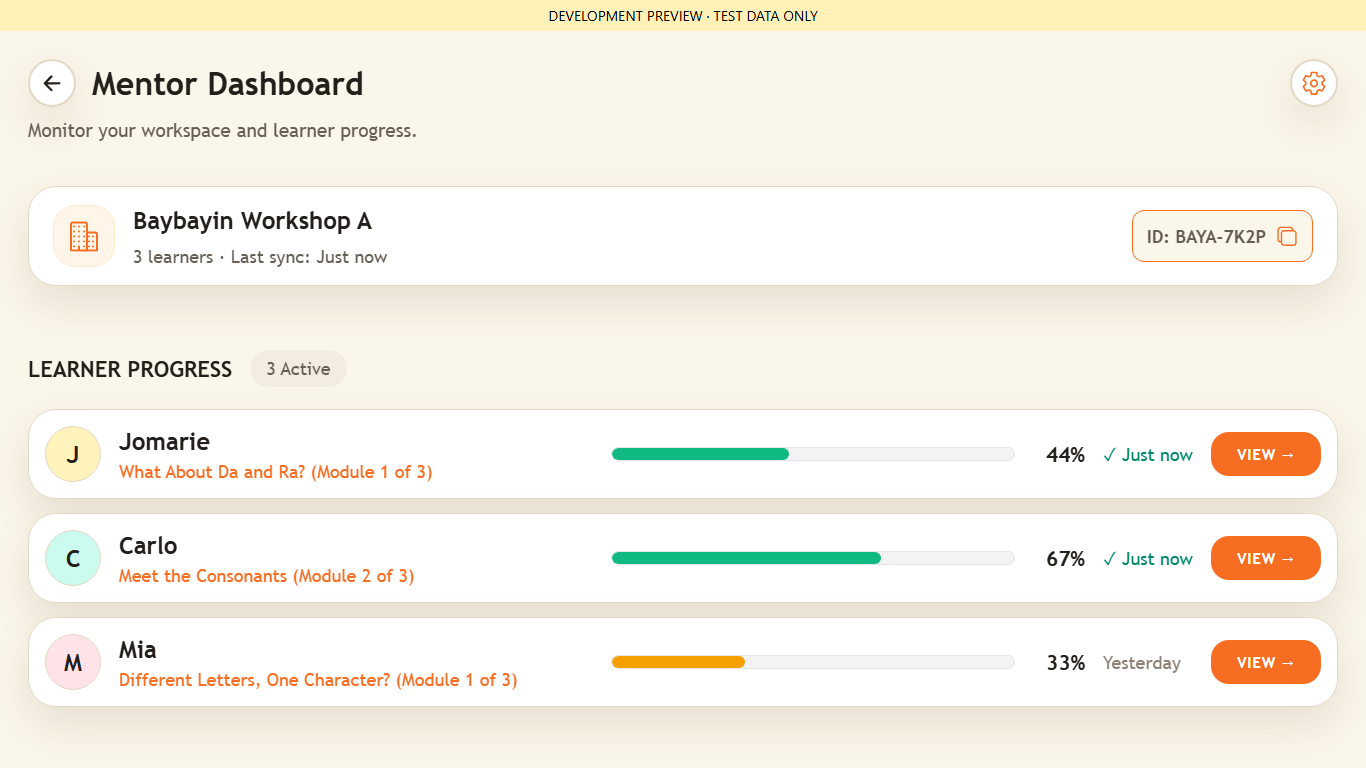 DEVELOPMENT PREVIEW · TEST DATA ONLY
Mentor Dashboard
Monitor your workspace and learner progress.
Baybayin Workshop A
3 learners · Last sync: Just now
ID: BAYA-7K2P
LEARNER PROGRESS
3 Active
J
Jomarie
What About Da and Ra? (Module 1 of 3)
44%
✓ Just now
VIEW →
C
Carlo
Meet the Consonants (Module 2 of 3)
67%
✓ Just now
VIEW →
M
Mia
Different Letters, One Character? (Module 1 of 3)
33%
Yesterday
VIEW →